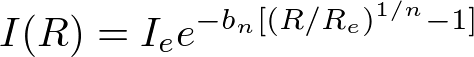 I(R) = I_e e^{-b_n[(R/R_e)^{1/n}-1]}